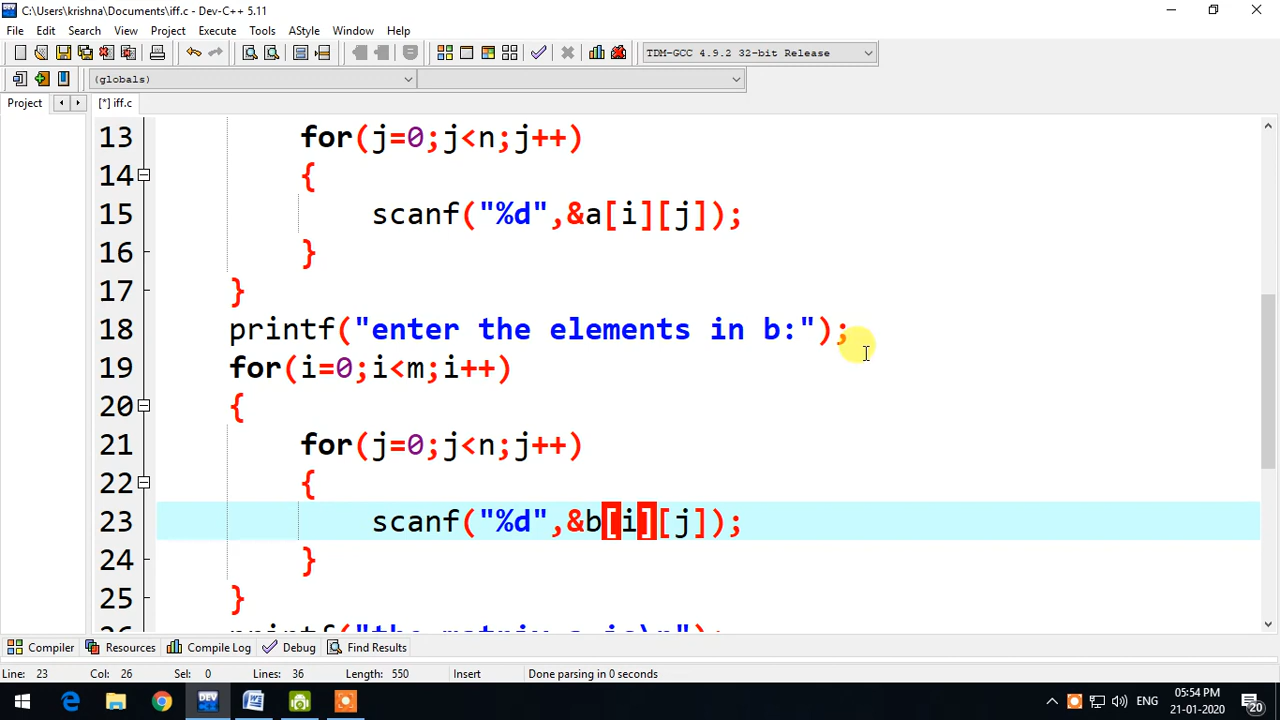 C:\Users\krishna\Documents\iff.c - Dev-C++ 5.11
File Edit Search View Project Execute Tools AStyle Window Help
TDM-GCC 4.9.2 32-bit Release
(globals)
Project [*] iff.c
13 for(j=0;j<n;j++)
14 {
15 scanf("%d",&a[i][j]);
16 }
17 }
18 printf("enter the elements in b:");
19 for(i=0;i<m;i++)
20 {
21 for(j=0;j<n;j++)
22 {
23 scanf("%d",&b[i][j]);
24 }
25 }
Compiler Resources Compile Log Debug Find Results
Line: 23 Col: 26 Sel: 0 Lines: 36 Length: 550 Insert Done parsing in 0 seconds
ENG
05:54 PM
21-01-2020
20